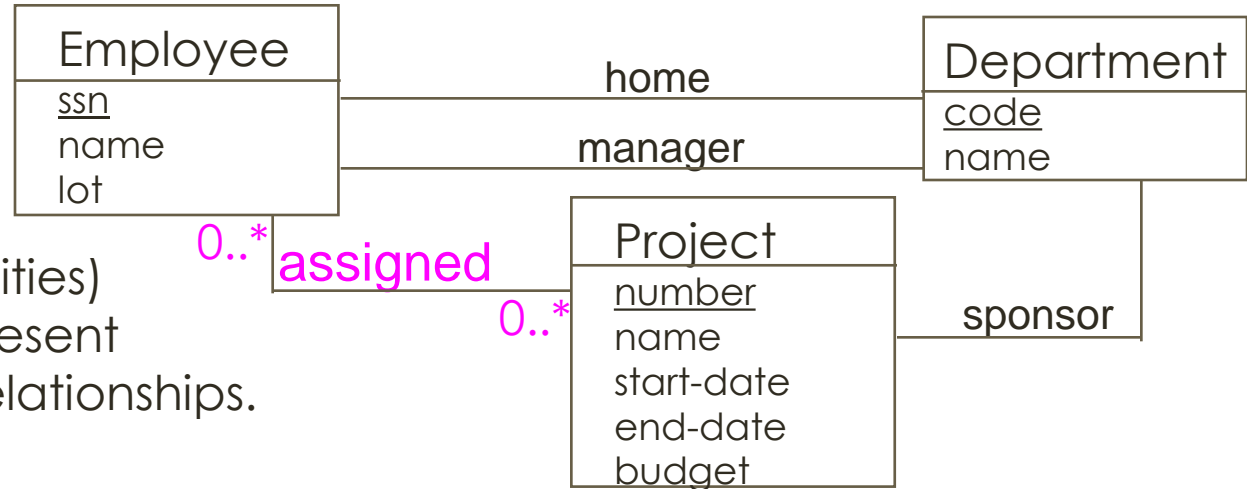 Employee
ssn
name
lot
home
manager
Department
code
name
0..*
assigned
0..*
Project
number
name
start-date
end-date
budget
sponsor
ities)
esent
elationships.